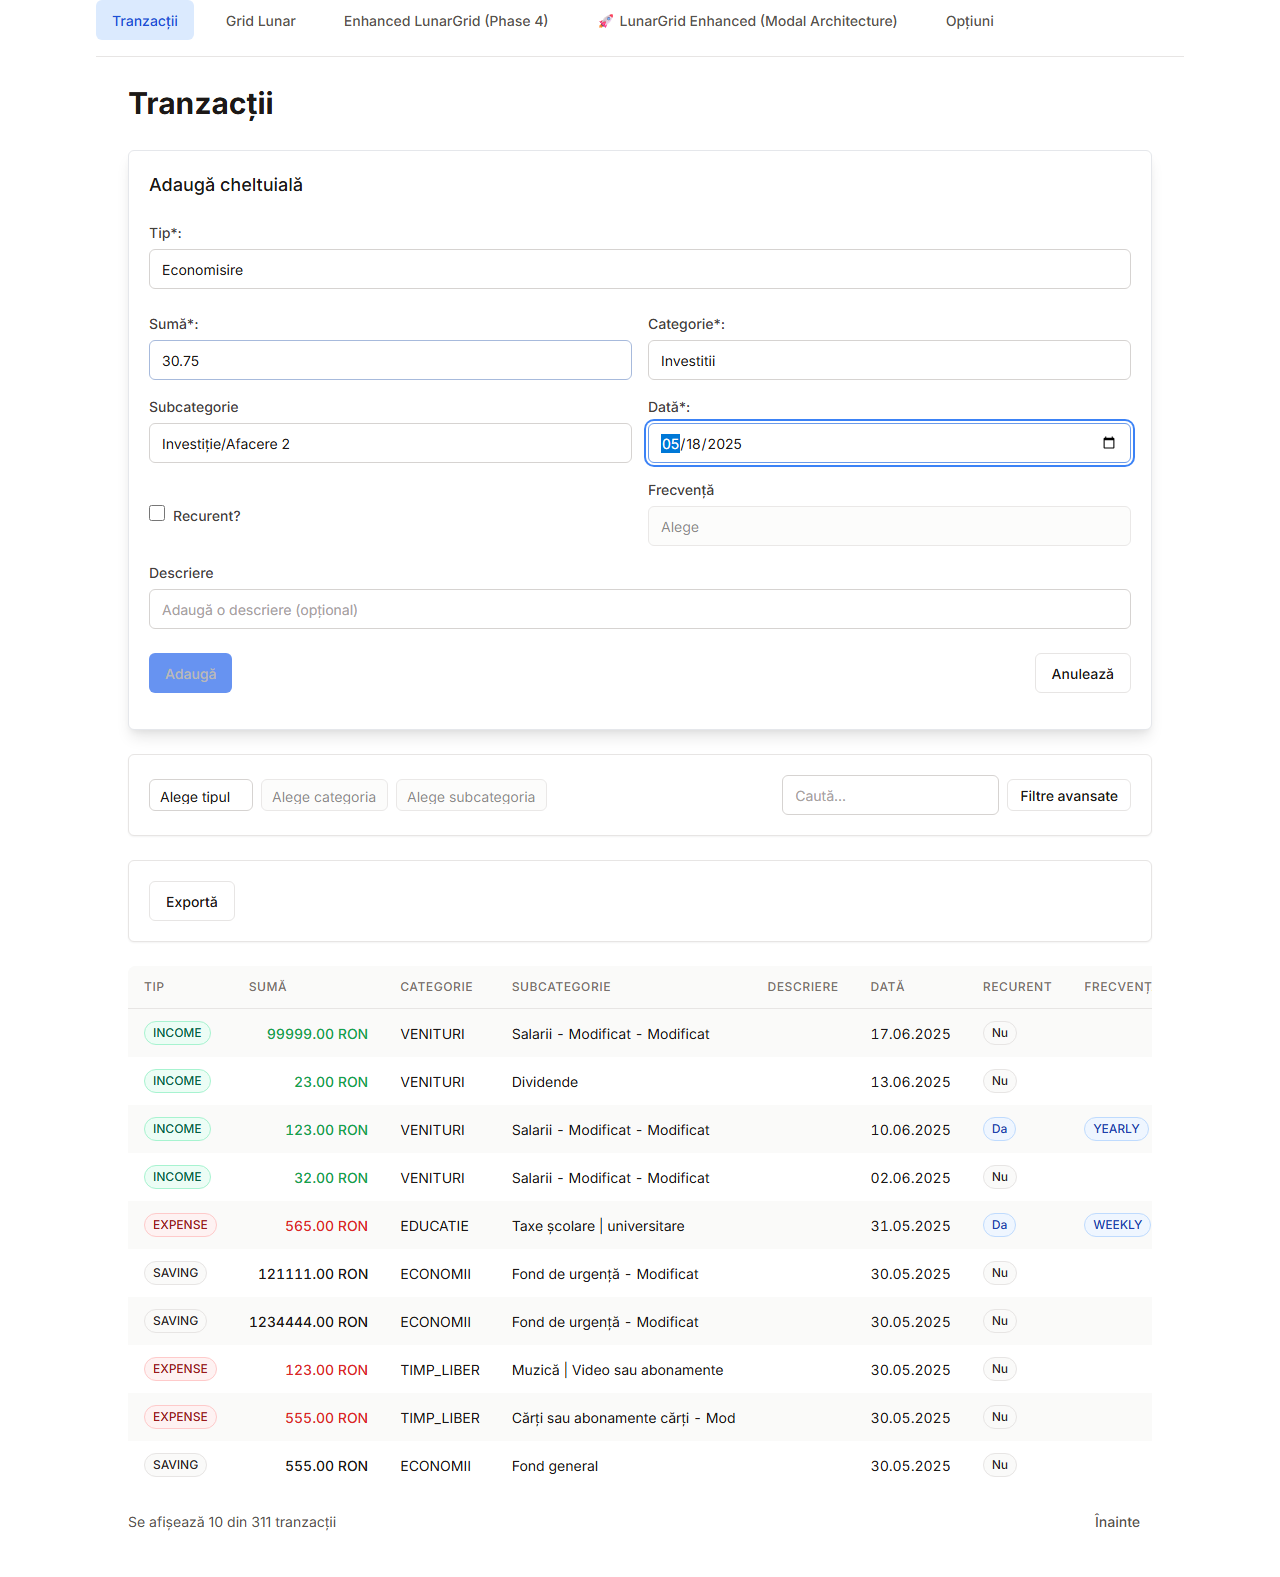 Tranzacții Grid Lunar Enhanced LunarGrid (Phase 4) 🚀 LunarGrid Enhanced (Modal Architecture) Opțiuni
Tranzacții
Adaugă cheltuială
Tip*:
Economisire
Sumă*: Categorie*:
30.75 Investitii
Subcategorie Dată*:
Investiție/Afacere 2 05/18/2025
Frecvență
Recurent?
Alege
Descriere
Adaugă o descriere (opțional)
Adaugă Anulează
Alege tipul Alege categoria Alege subcategoria Caută... Filtre avansate
Exportă
TIP SUMĂ CATEGORIE SUBCATEGORIE DESCRIERE DATĂ RECURENT FRECVENȚ
INCOME 99999.00 RON VENITURI Salarii - Modificat - Modificat 17.06.2025 Nu
INCOME 23.00 RON VENITURI Dividende 13.06.2025 Nu
INCOME 123.00 RON VENITURI Salarii - Modificat - Modificat 10.06.2025 Da YEARLY
INCOME 32.00 RON VENITURI Salarii - Modificat - Modificat 02.06.2025 Nu
EXPENSE 565.00 RON EDUCATIE Taxe școlare | universitare 31.05.2025 Da WEEKLY
SAVING 121111.00 RON ECONOMII Fond de urgență - Modificat 30.05.2025 Nu
SAVING 1234444.00 RON ECONOMII Fond de urgență - Modificat 30.05.2025 Nu
EXPENSE 123.00 RON TIMP_LIBER Muzică | Video sau abonamente 30.05.2025 Nu
EXPENSE 555.00 RON TIMP_LIBER Cărți sau abonamente cărți - Mod 30.05.2025 Nu
SAVING 555.00 RON ECONOMII Fond general 30.05.2025 Nu
Se afișează 10 din 311 tranzacții Înainte